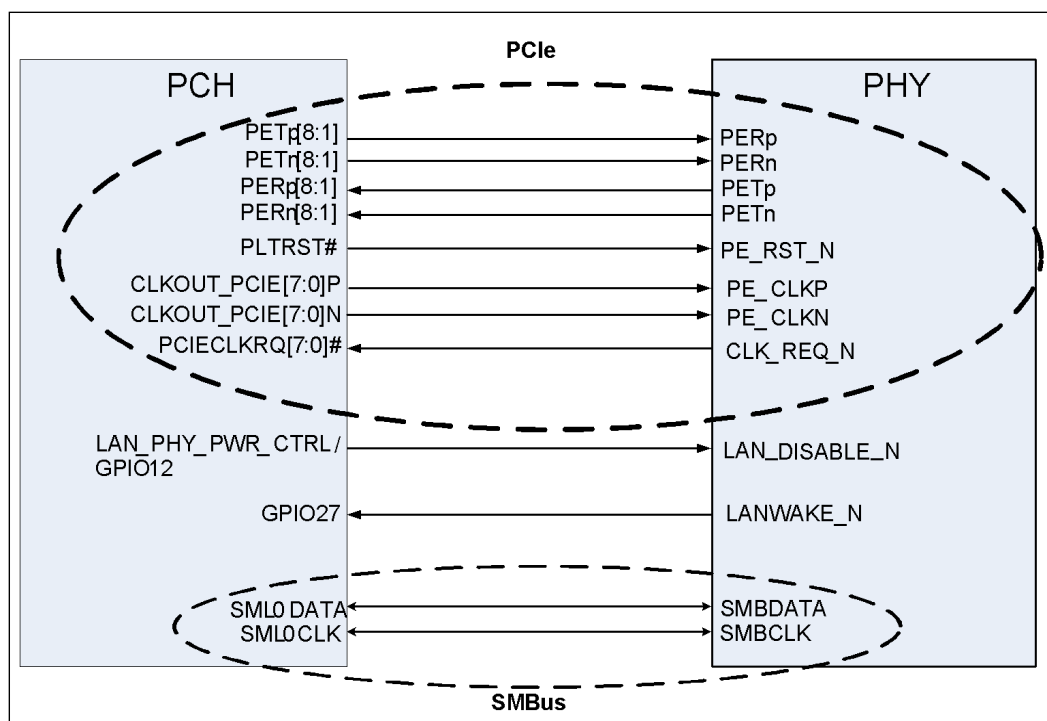 PCIe
PCH
PHY
PETp[8:1]
PERp
PETn[8:1]
PERn
PERp[8:1]
PETp
PERn[8:1]
PETn
PLTRST#
PE_RST_N
CLKOUT_PCIE[7:0]P
PE_CLKP
CLKOUT_PCIE[7:0]N
PE_CLKN
PCIECLKRQ[7:0]#
CLK_REQ_N
LAN_PHY_PWR_CTRL/
GPIO12
LAN_DISABLE_N
GPIO27
LANWAKE_N
SML0DATA
SMBDATA
SML0CLK
SMBCLK
SMBus